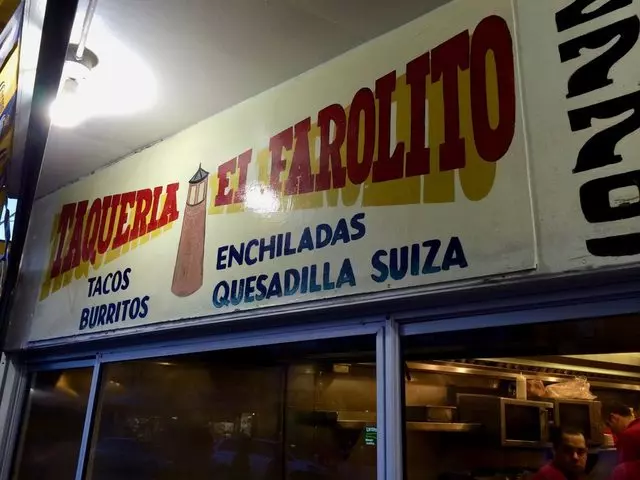 TAQUERIA EL FAROLITO
TACOS
BURRITOS
ENCHILADAS
QUESADILLA SUIZA